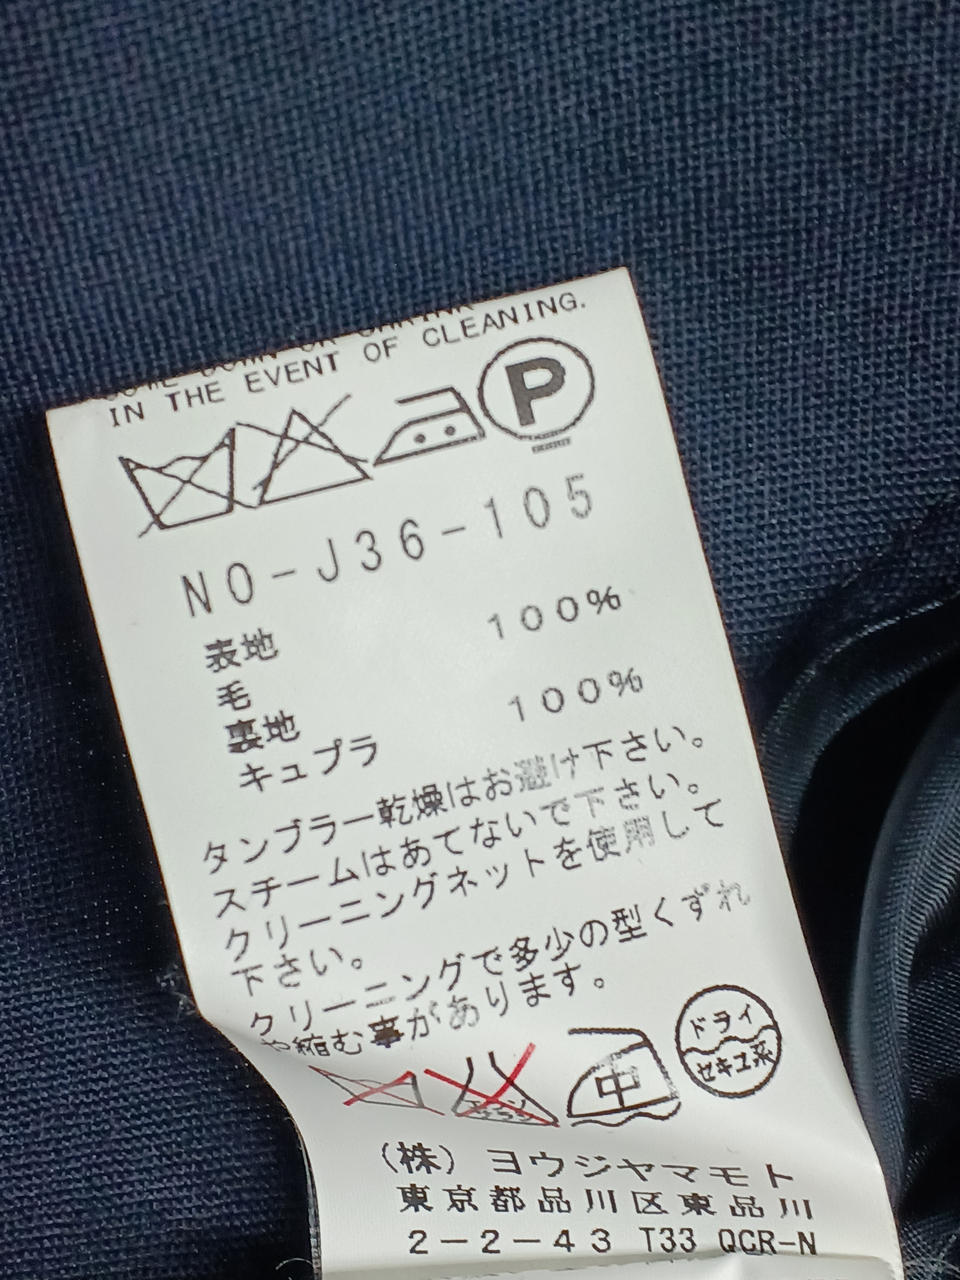 IN THE EVENT OF CLEANING.
P
NO-J36-105
表地 100%
毛
裏地 100%
キュプラ
タンブラー乾燥はお避け下さい。
スチームはあてないで下さい。
クリーニングネットを使用して
下さい。
クリーニングで多少の型くずれ
や縮む事があります。
エンソ
サラシ
中
ドライ
セキユ系
(株)ヨウジヤマモト
東京都品川区東品川
2-2-43 T33 QCR-N